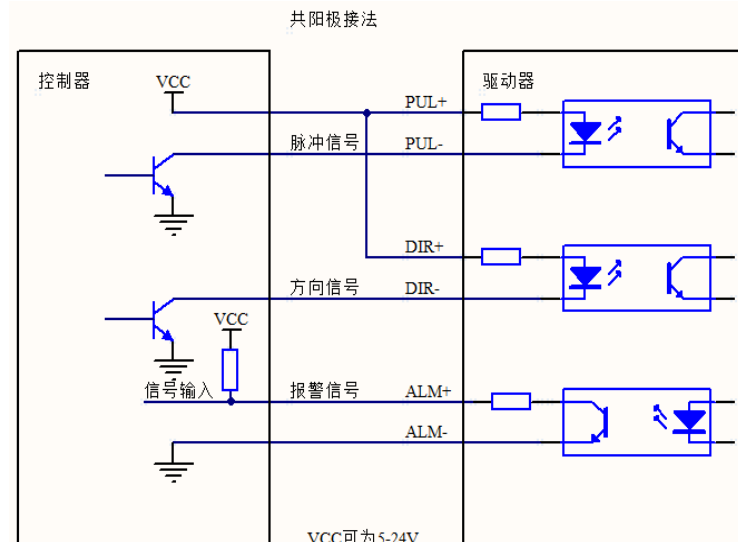 共阳极接法
控制器
VCC
驱动器
PUL+
脉冲信号
PUL-
DIR+
方向信号
DIR-
VCC
信号输入
报警信号
ALM+
ALM-
VCC可为5-24V